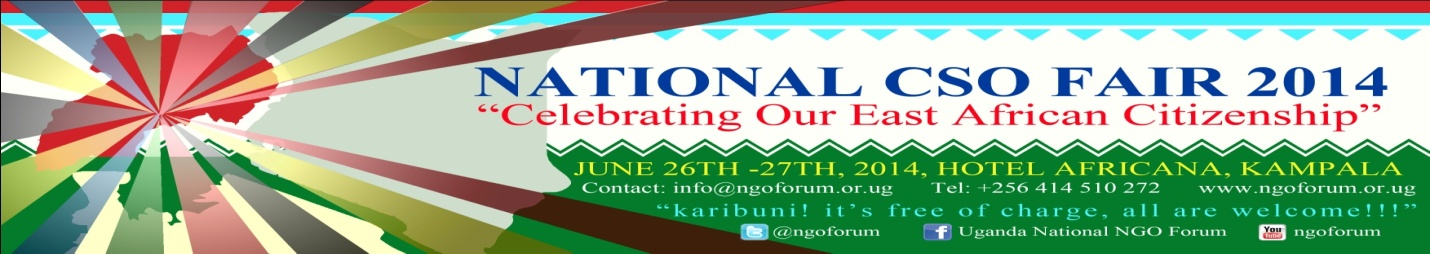 NATIONAL CSO FAIR 2014
“Celebrating Our East African Citizenship”
JUNE 26TH -27TH, 2014, HOTEL AFRICANA, KAMPALA
Contact: info@ngoforum.or.ug Tel: +256 414 510 272 www.ngoforum.or.ug
“karibuni! it’s free of charge, all are welcome!!!”
@ngoforum f Uganda National NGO Forum You Tube ngoforum